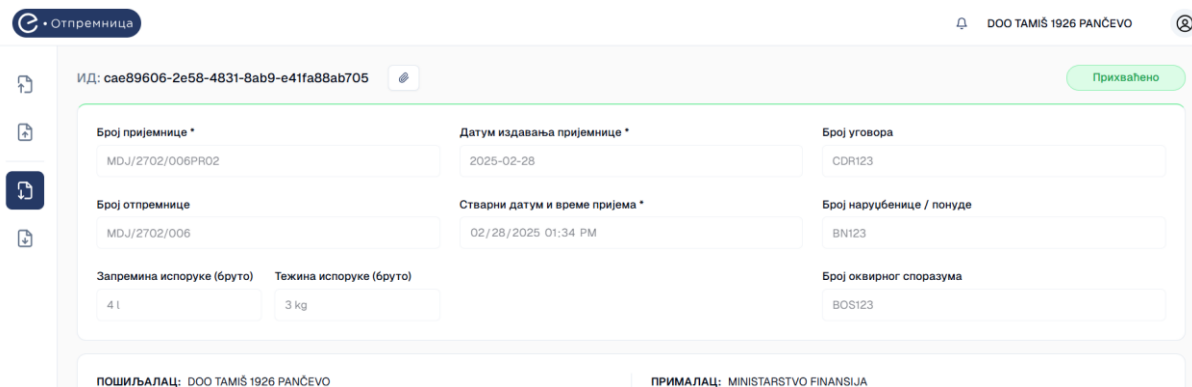 е • Отпремница
DOO TAMIŠ 1926 PANČEVO
ИД: cae89606-2e58-4831-8ab9-e41fa88ab705
Прихваћено
Број пријемнице *
Датум издавања пријемнице *
Број уговора
MDJ/2702/006PR02
2025-02-28
CDR123
Број отпремнице
Стварни датум и време пријема *
Број наруџбенице / понуде
MDJ/2702/006
02/28/2025 01:34 PM
BN123
Запремина испоруке (бруто)
Тежина испоруке (бруто)
Број оквирног споразума
4 l
3 kg
BOS123
ПОШИЉАЛАЦ: DOO TAMIŠ 1926 PANČEVO
ПРИМАЛАЦ: MINISTARSTVO FINANSIJA